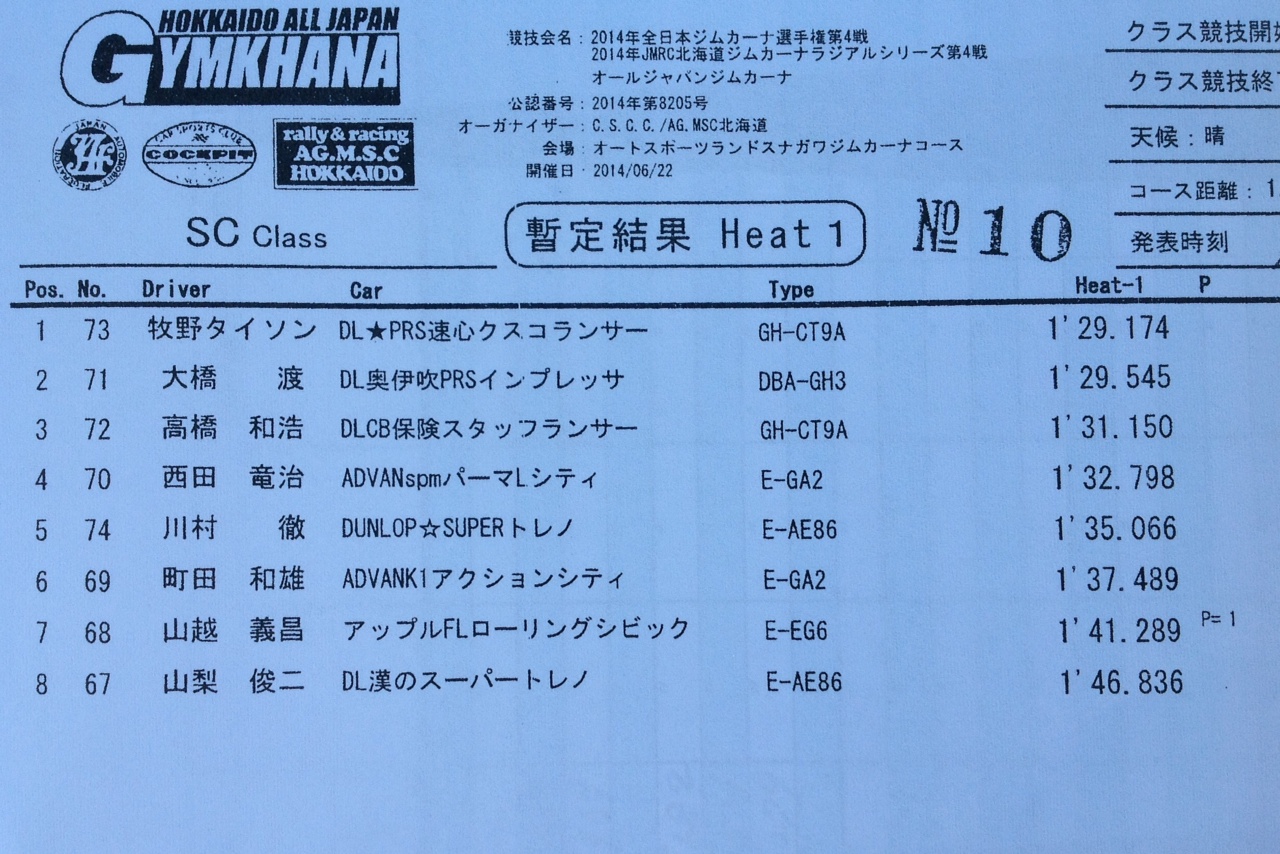 HOKKAIDO ALL JAPAN
GYMKHANA
JAPAN AUTOMOBILE FEDERATION
JAF
CAR SPORTS CLUB
COCKPIT
rally & racing
AG.M.S.C
HOKKAIDO
競技会名：2014年全日本ジムカーナ選手権第4戦
2014年JMRC北海道ジムカーナラジアルシリーズ第4戦
オールジャパンジムカーナ
公認番号：2014年第8205号
オーガナイザー：C.S.C.C./AG.MSC北海道
会場：オートスポーツランドスナガワジムカーナコース
開催日：2014/06/22
クラス競技開始
クラス競技終
天候：晴
コース距離：1
発表時刻
SC Class
暫定結果 Heat 1
№ 10
Pos. No. Driver Car Type Heat-1 P
1 73 牧野タイソン DL★PRS速心クスコランサー GH-CT9A 1'29.174
2 71 大橋 渡 DL奥伊吹PRSインプレッサ DBA-GH3 1'29.545
3 72 高橋 和浩 DLCB保険スタッフランサー GH-CT9A 1'31.150
4 70 西田 竜治 ADVANspmパーマLシティ E-GA2 1'32.798
5 74 川村 徹 DUNLOP☆SUPERトレノ E-AE86 1'35.066
6 69 町田 和雄 ADVANK1アクションシティ E-GA2 1'37.489
7 68 山越 義昌 アップルFLローリングシビック E-EG6 1'41.289 P= 1
8 67 山梨 俊二 DL漢のスーパートレノ E-AE86 1'46.836